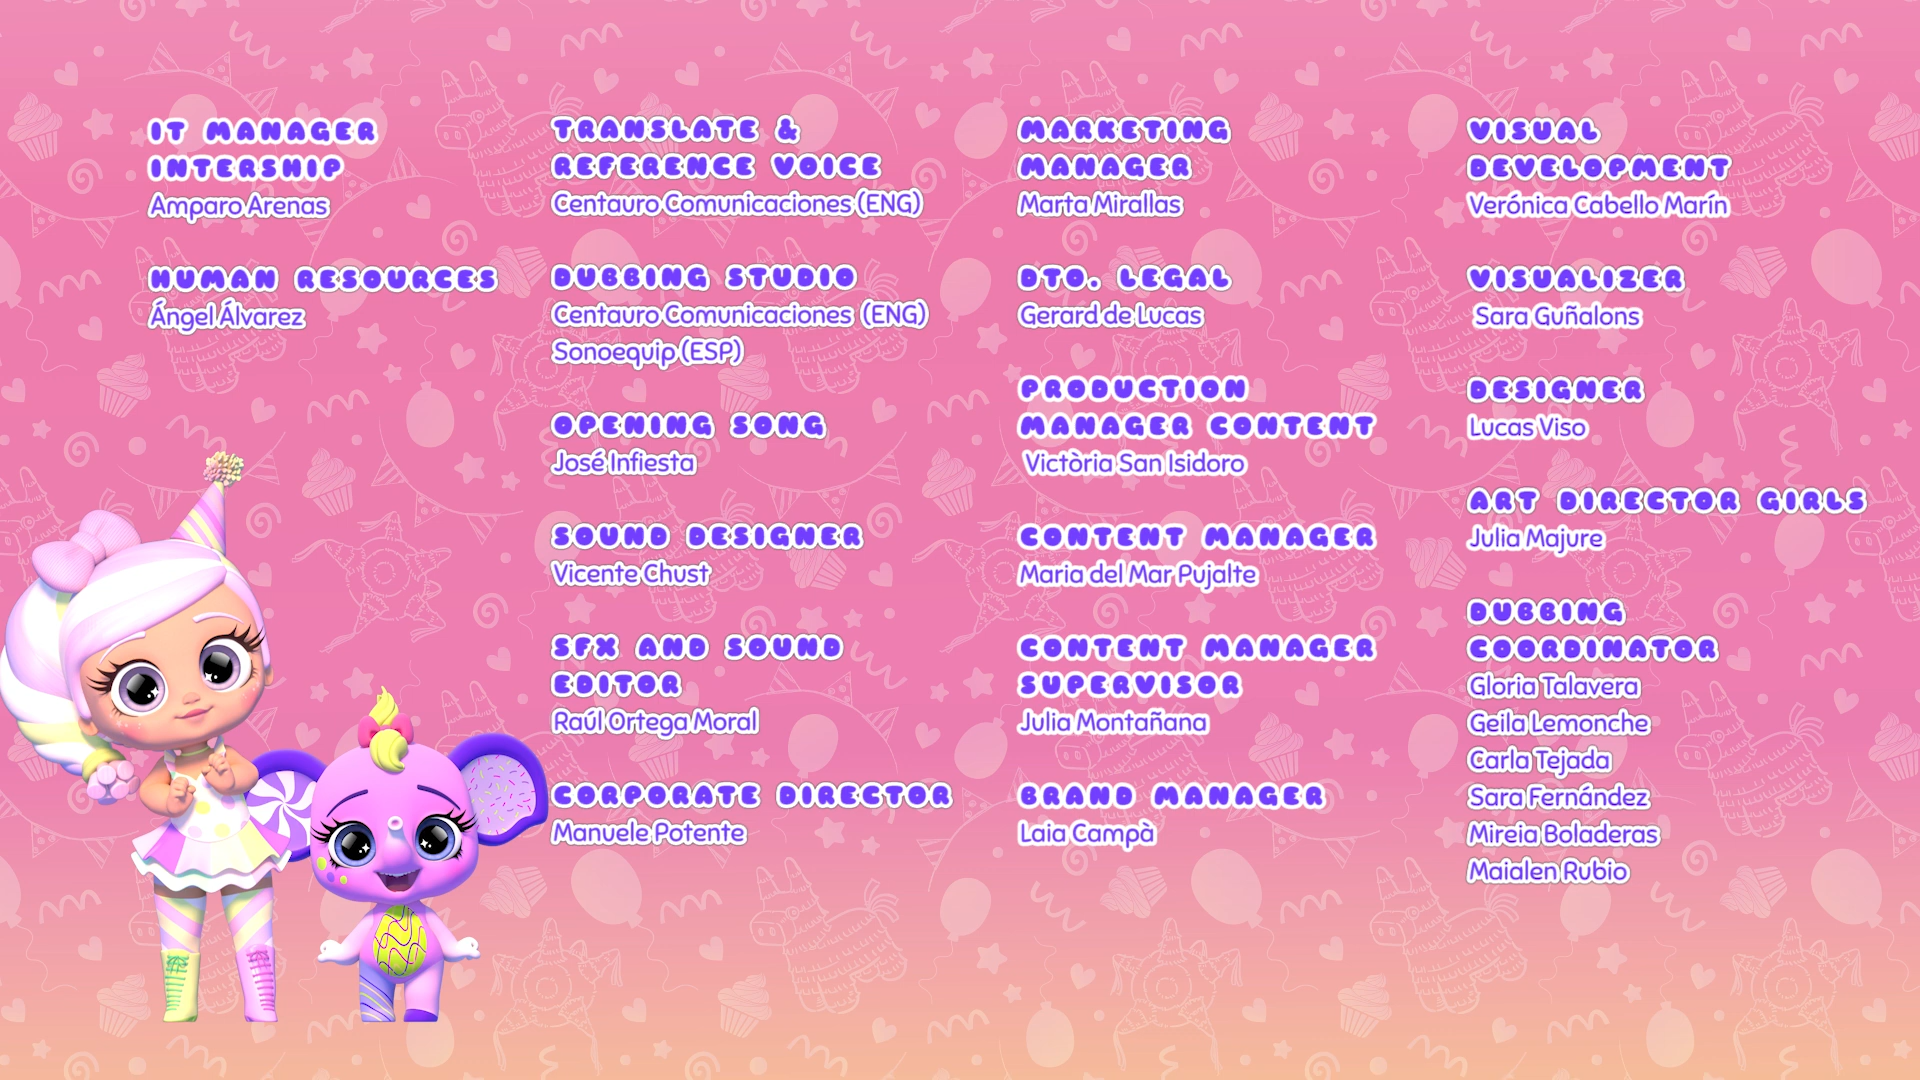 IT MANAGER
INTERSHIP
Amparo Arenas
HUMAN RESOURCES
Ángel Álvarez
TRANSLATE &
REFERENCE VOICE
Centauro Comunicaciones (ENG)
DUBBING STUDIO
Centauro Comunicaciones (ENG)
Sonoequip (ESP)
OPENING SONG
José Infiesta
SOUND DESIGNER
Vicente Chust
SFX AND SOUND
EDITOR
Raúl Ortega Moral
CORPORATE DIRECTOR
Manuele Potente
MARKETING
MANAGER
Marta Mirallas
DTO. LEGAL
Gerard de Lucas
PRODUCTION
MANAGER CONTENT
Victòria San Isidoro
CONTENT MANAGER
Maria del Mar Pujalte
CONTENT MANAGER
SUPERVISOR
Julia Montañana
BRAND MANAGER
Laia Campà
VISUAL
DEVELOPMENT
Verónica Cabello Marín
VISUALIZER
Sara Guñalons
DESIGNER
Lucas Viso
ART DIRECTOR GIRLS
Julia Majure
DUBBING
COORDINATOR
Gloria Talavera
Geila Lemonche
Carla Tejada
Sara Fernández
Mireia Boladeras
Maialen Rubio